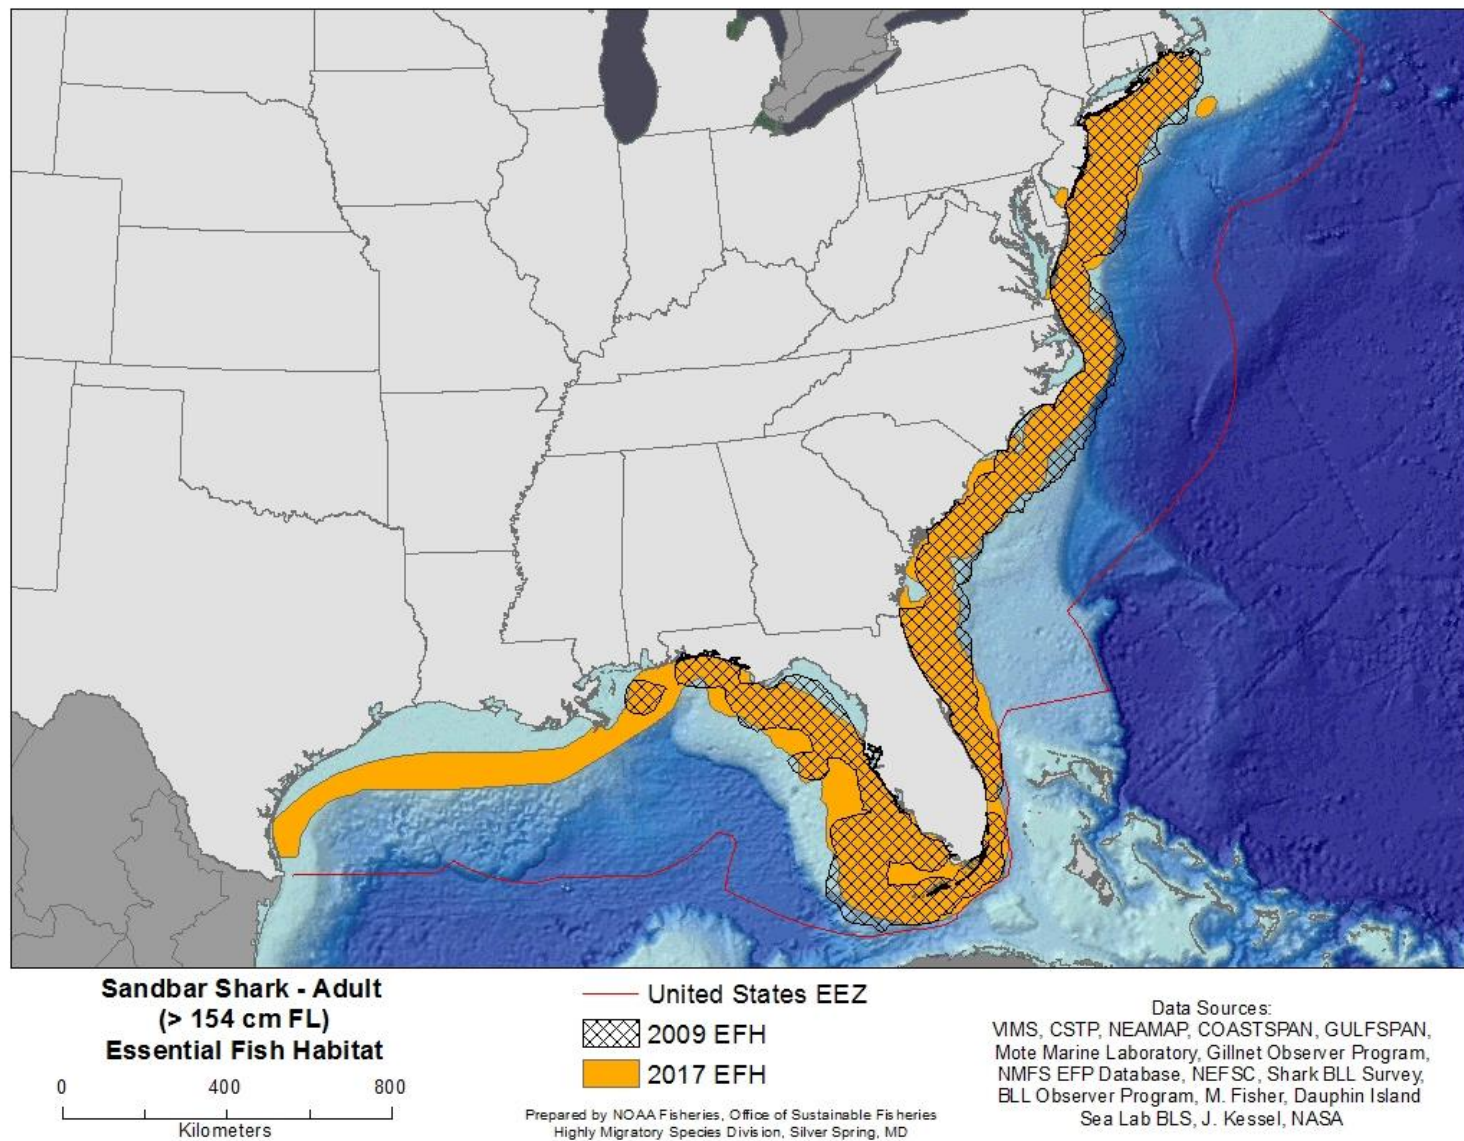 Sandbar Shark - Adult
(> 154 cm FL)
Essential Fish Habitat
0 400 800
Kilometers
United States EEZ
2009 EFH
2017 EFH
Prepared by NOAA Fisheries, Office of Sustainable Fisheries
Highly Migratory Species Division, Silver Spring, MD
Data Sources:
VIMS, CSTP, NEAMAP, COASTSPAN, GULFSPAN,
Mote Marine Laboratory, Gillnet Observer Program,
NMFS EFP Database, NEFSC, Shark BLL Survey,
BLL Observer Program, M. Fisher, Dauphin Island
Sea Lab BLS, J. Kessel, NASA